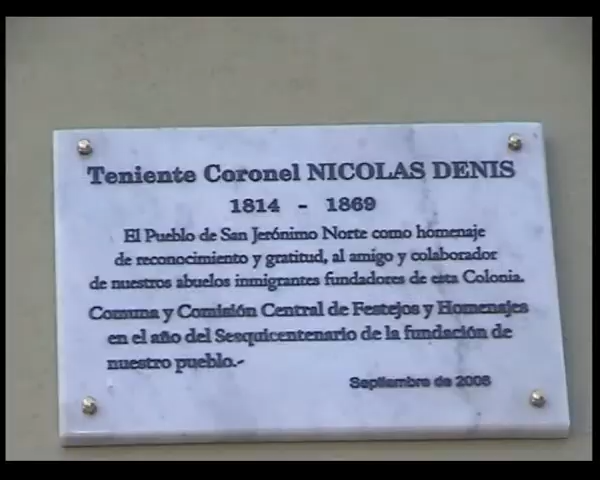 Teniente Coronel NICOLAS DENIS
1814 - 1869
El Pueblo de San Jerónimo Norte como homenaje
de reconocimiento y gratitud, al amigo y colaborador
de nuestros abuelos inmigrantes fundadores de esta Colonia.
Comuna y Comisión Central de Festejos y Homenajes
en el año del Sesquicentenario de la fundación de
nuestro pueblo.-
Septiembre de 2008